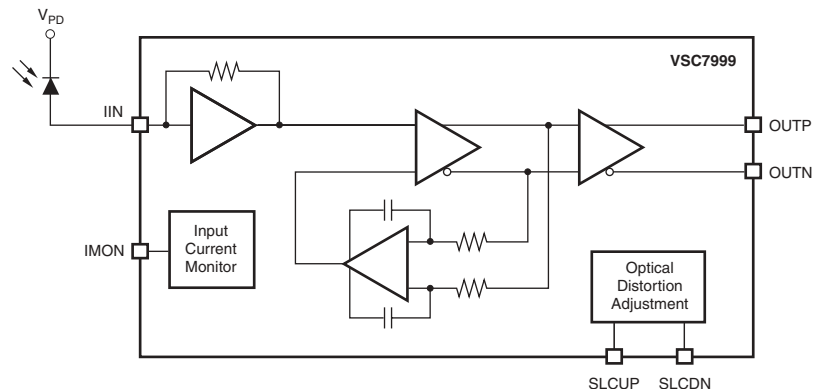 VPD
VSC7999
IIN
OUTP
OUTN
IMON
Input
Current
Monitor
Optical
Distortion
Adjustment
SLCUP SLCDN